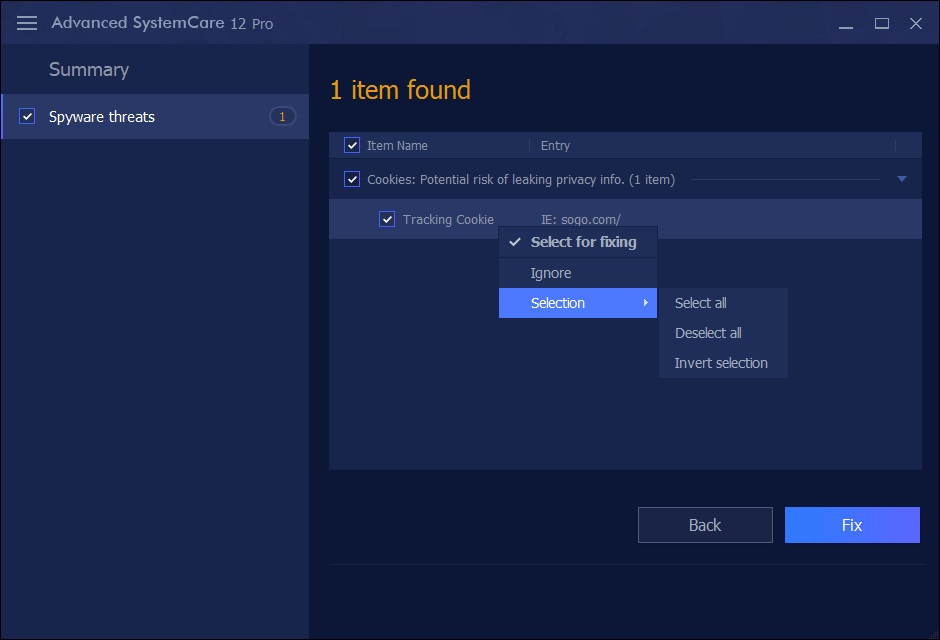 Advanced SystemCare 12 Pro
Summary
Spyware threats 1
1 item found
Item Name Entry
Cookies: Potential risk of leaking privacy info. (1 item)
Tracking Cookie IE: sogo.com/
Select for fixing
Ignore
Selection
Select all
Deselect all
Invert selection
Back Fix